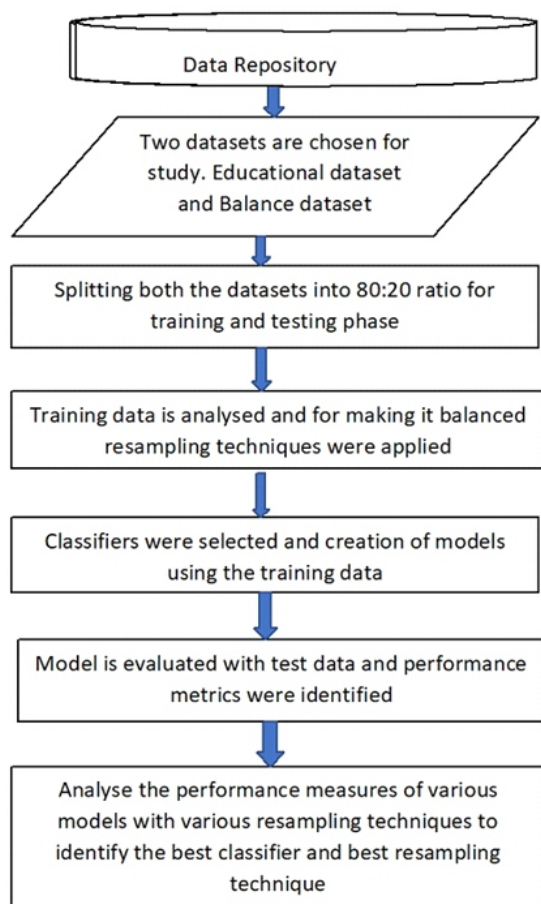 Data Repository
Two datasets are chosen for
study. Educational dataset
and Balance dataset
Splitting both the datasets into 80:20 ratio for
training and testing phase
Training data is analysed and for making it balanced
resampling techniques were applied
Classifiers were selected and creation of models
using the training data
Model is evaluated with test data and performance
metrics were identified
Analyse the performance measures of various
models with various resampling techniques to
identify the best classifier and best resampling
technique